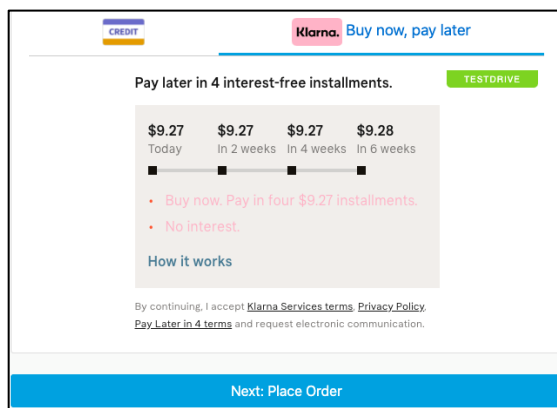 CREDIT
Klarna. Buy now, pay later
Pay later in 4 interest-free installments.
TESTDRIVE
$9.27 $9.27 $9.27 $9.28
Today In 2 weeks In 4 weeks In 6 weeks
• Buy now. Pay in four $9.27 installments.
• No interest.
How it works
By continuing, I accept Klarna Services terms, Privacy Policy,
Pay Later in 4 terms and request electronic communication.
Next: Place Order